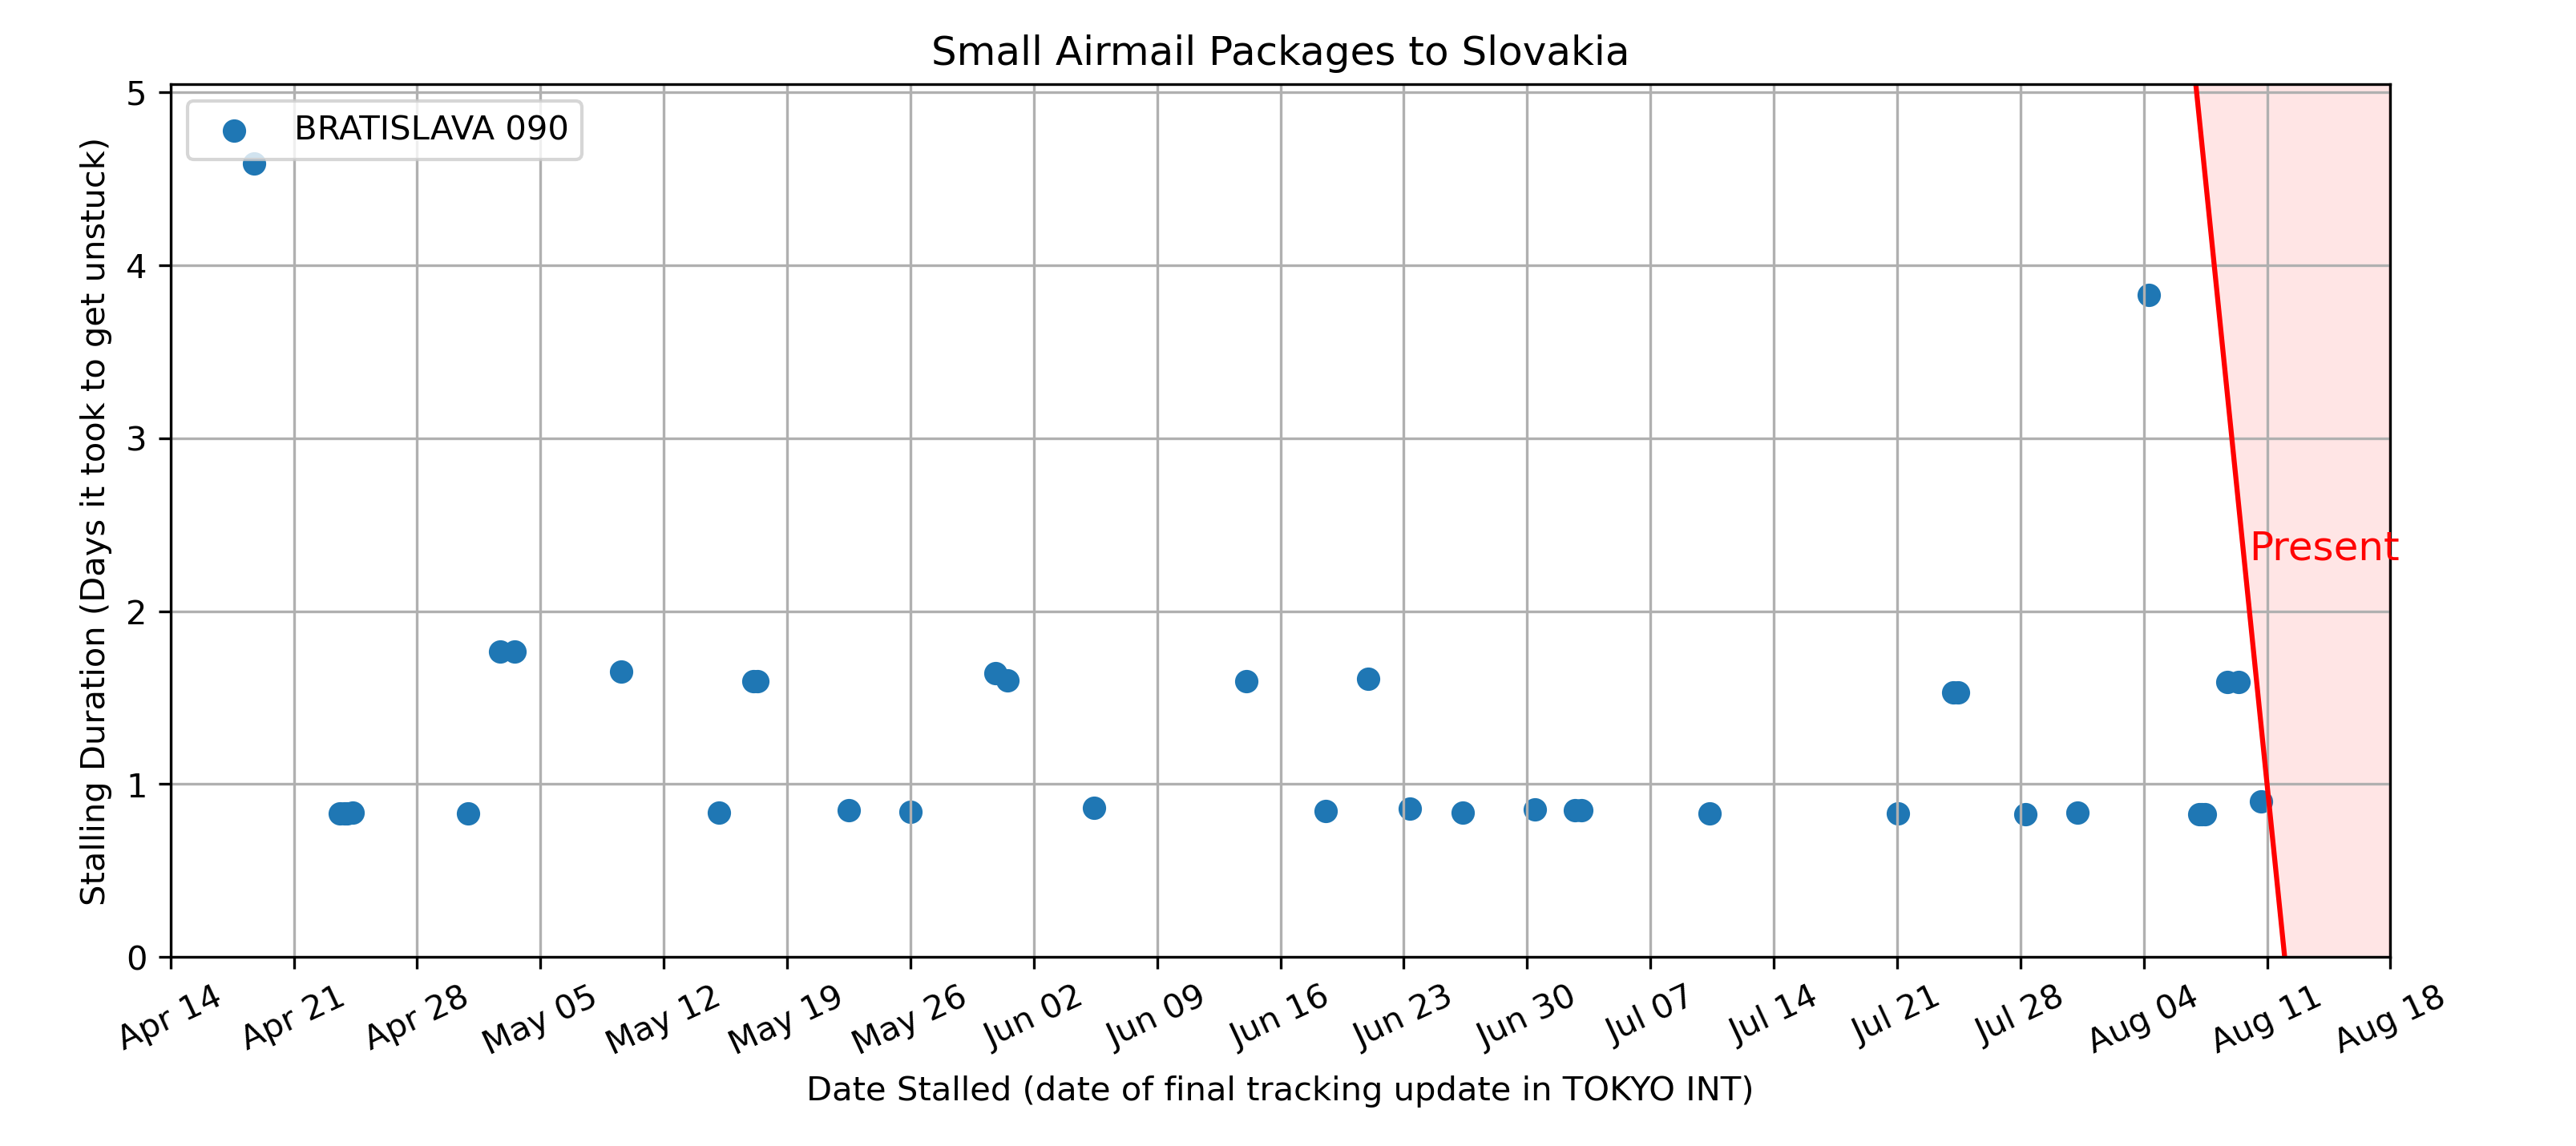 Small Airmail Packages to Slovakia
BRATISLAVA 090
Stalling Duration (Days it took to get unstuck)
5
4
3
2
1
0
Present
Apr 14
Apr 21
Apr 28
May 05
May 12
May 19
May 26
Jun 02
Jun 09
Jun 16
Jun 23
Jun 30
Jul 07
Jul 14
Jul 21
Jul 28
Aug 04
Aug 11
Aug 18
Date Stalled (date of final tracking update in TOKYO INT)